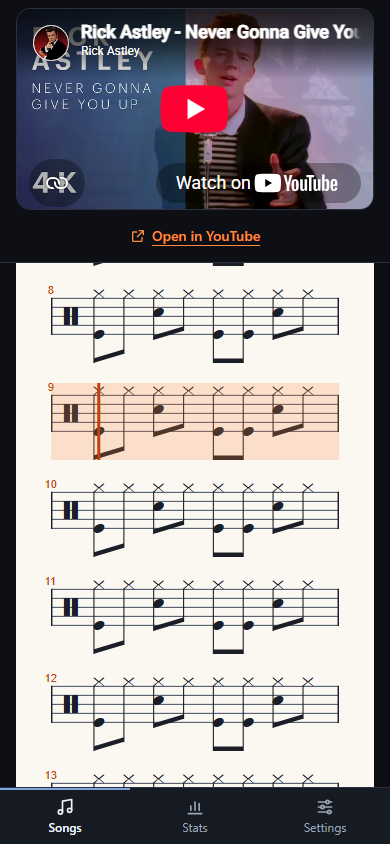 Rick Astley - Never Gonna Give You
Rick Astley
RICK
ASTLEY
NEVER GONNA
GIVE YOU UP
4K
Watch on YouTube
Open in YouTube
8
9
10
11
12
13
Songs
Stats
Settings